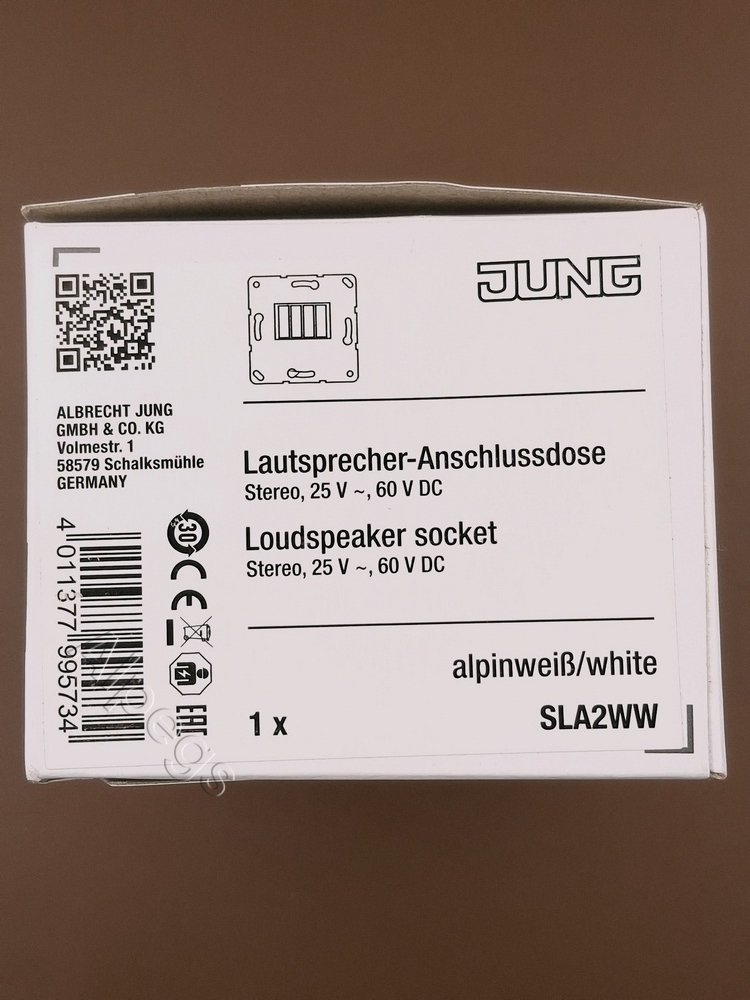 JUNG
ALBRECHT JUNG
GMBH & CO. KG
Volmestr. 1
58579 Schalksmühle
GERMANY
Lautsprecher-Anschlussdose
Stereo, 25 V ~, 60 V DC
Loudspeaker socket
Stereo, 25 V ~, 60 V DC
alpinweiß/white
1 x
SLA2WW
4 011377 995734
30
CE
EAC
Alpegs